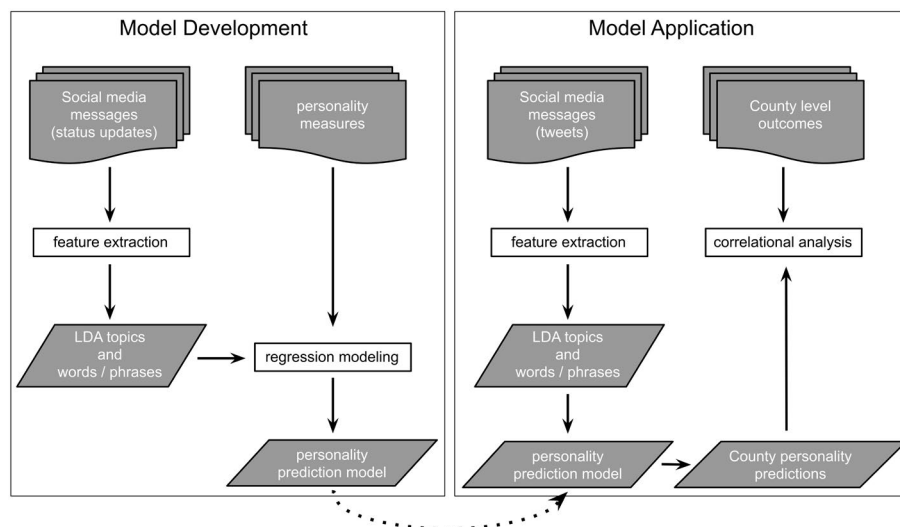 Model Development
Social media
messages
(status updates)
personality
measures
feature extraction
LDA topics
and
words / phrases
regression modeling
personality
prediction model
Model Application
Social media
messages
(tweets)
County level
outcomes
feature extraction
correlational analysis
LDA topics
and
words / phrases
personality
prediction model
County personality
predictions